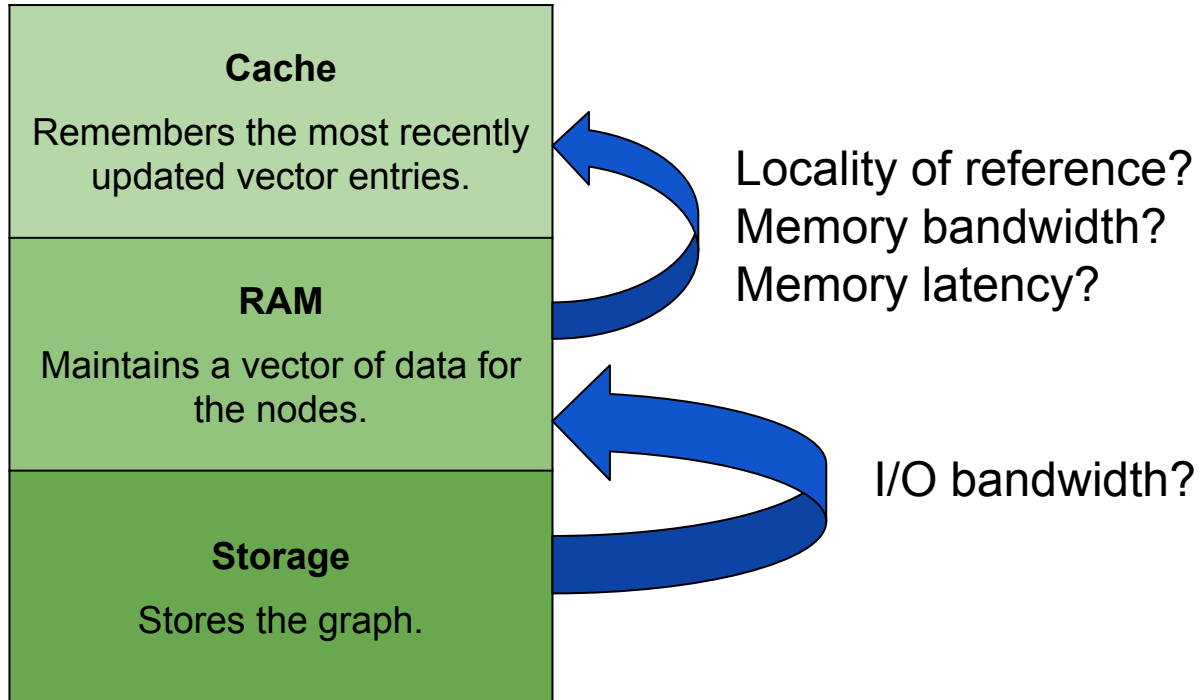 Cache
Remembers the most recently
updated vector entries.
Locality of reference?
Memory bandwidth?
Memory latency?
RAM
Maintains a vector of data for
the nodes.
I/O bandwidth?
Storage
Stores the graph.